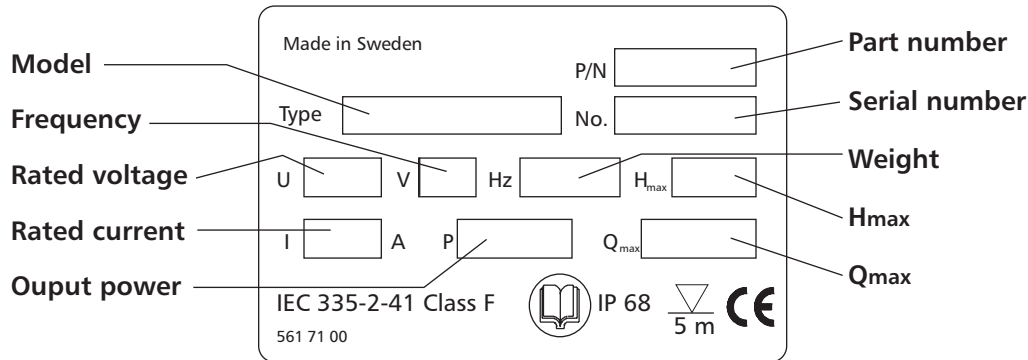 Made in Sweden
Part number
Model
P/N
Type
No.
Serial number
Frequency
Weight
Rated voltage
U V Hz Hmax
Hmax
Rated current
I A P Qmax
Qmax
Ouput power
IEC 335-2-41 Class F IP 68 5 m CE
561 71 00